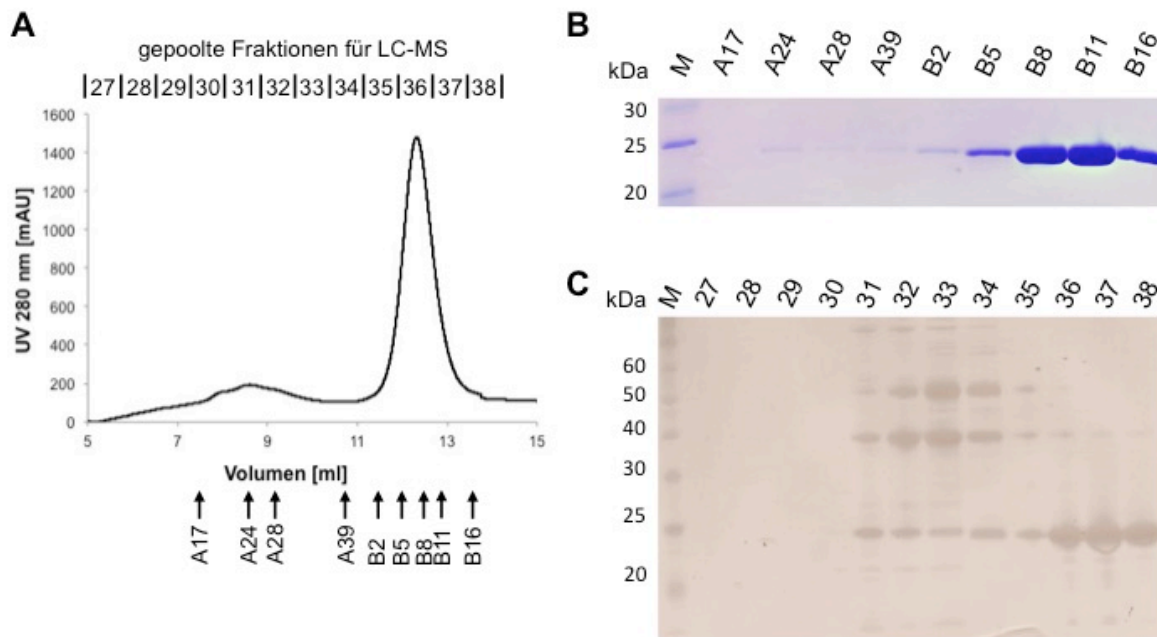 A
gepoolte Fraktionen für LC-MS
|27|28|29|30|31|32|33|34|35|36|37|38|
UV 280 nm [mAU]
1600
1400
1200
1000
800
600
400
200
0
5 7 9 11 13 15
Volumen [ml]
A17 A24 A28 A39 B2 B5 B8 B11 B16
B
kDa M A17 A24 A28 A39 B2 B5 B8 B11 B16
30
25
20
C
kDa M 27 28 29 30 31 32 33 34 35 36 37 38
60
50
40
30
25
20